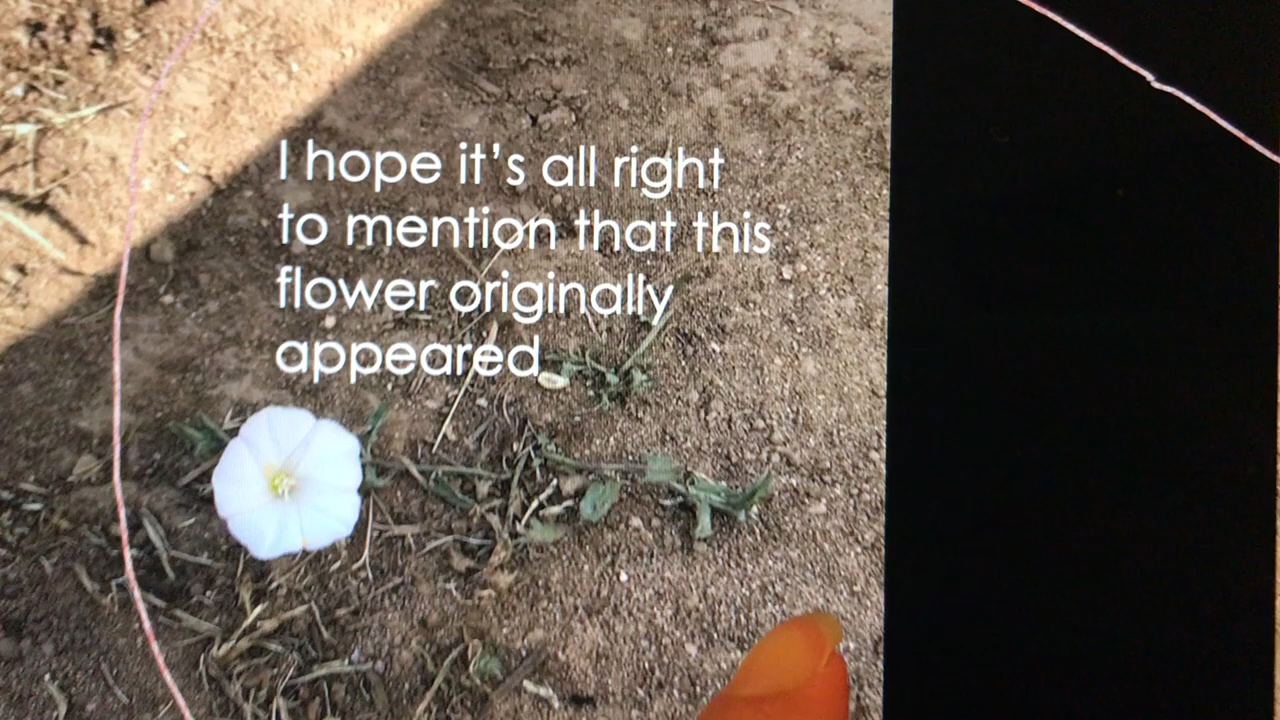 I hope it’s all right
to mention that this
flower originally
appeared